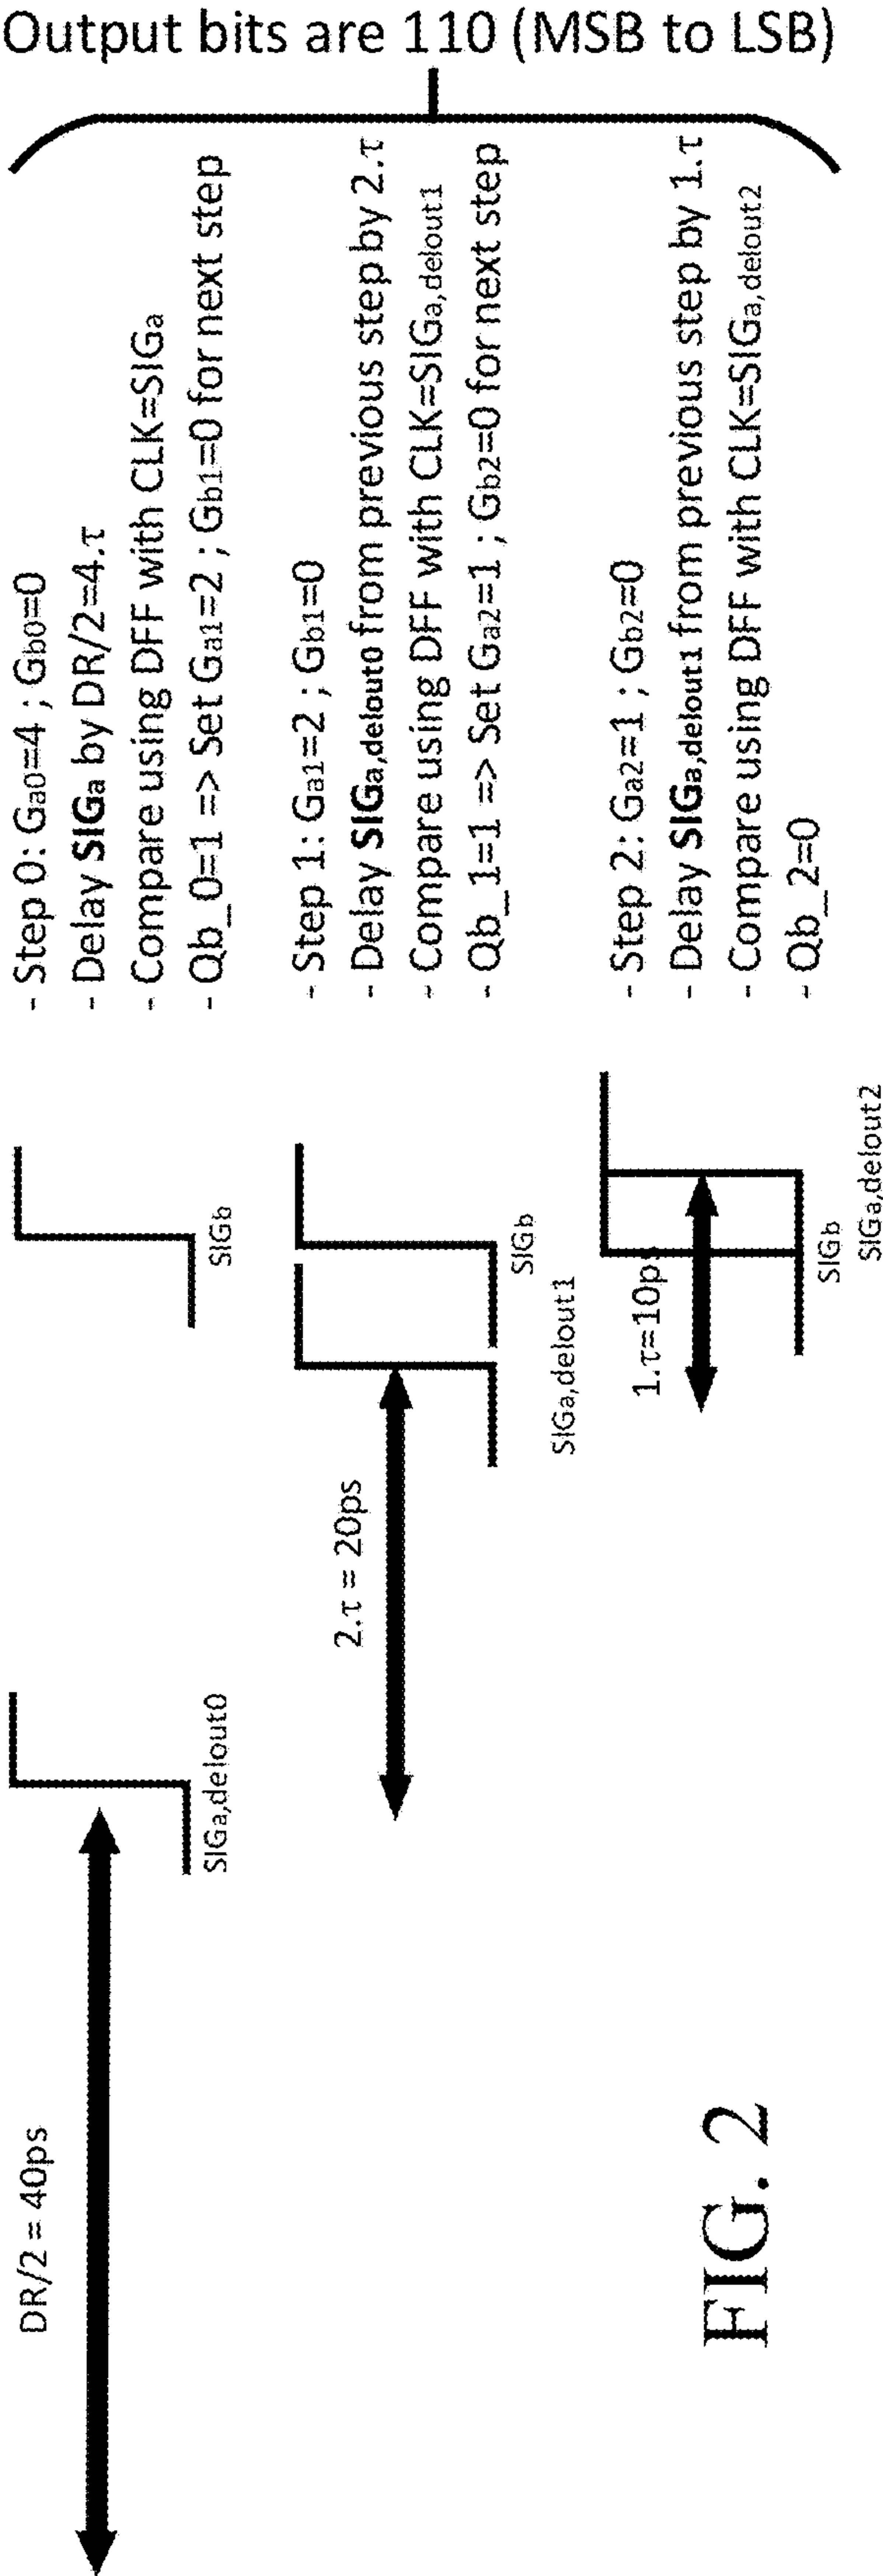 Output bits are 110 (MSB to LSB)
- Step 0: Ga0=4 ; Gb0=0
- Delay SIGa by DR/2=4.τ
- Compare using DFF with CLK=SIGa
- Qb_0=1 => Set Ga1=2 ; Gb1=0 for next step
- Step 1: Ga1=2 ; Gb1=0
- Delay SIGa,delout0 from previous step by 2.τ
- Compare using DFF with CLK=SIGa,delout1
- Qb_1=1 => Set Ga2=1 ; Gb2=0 for next step
- Step 2: Ga2=1 ; Gb2=0
- Delay SIGa,delout1 from previous step by 1.τ
- Compare using DFF with CLK=SIGa,delout2
- Qb_2=0
DR/2 = 40ps
SIGa,delout0
SIGb
2.τ = 20ps
SIGa,delout1
SIGb
1.τ=10ps
SIGb
SIGa,delout2
FIG. 2